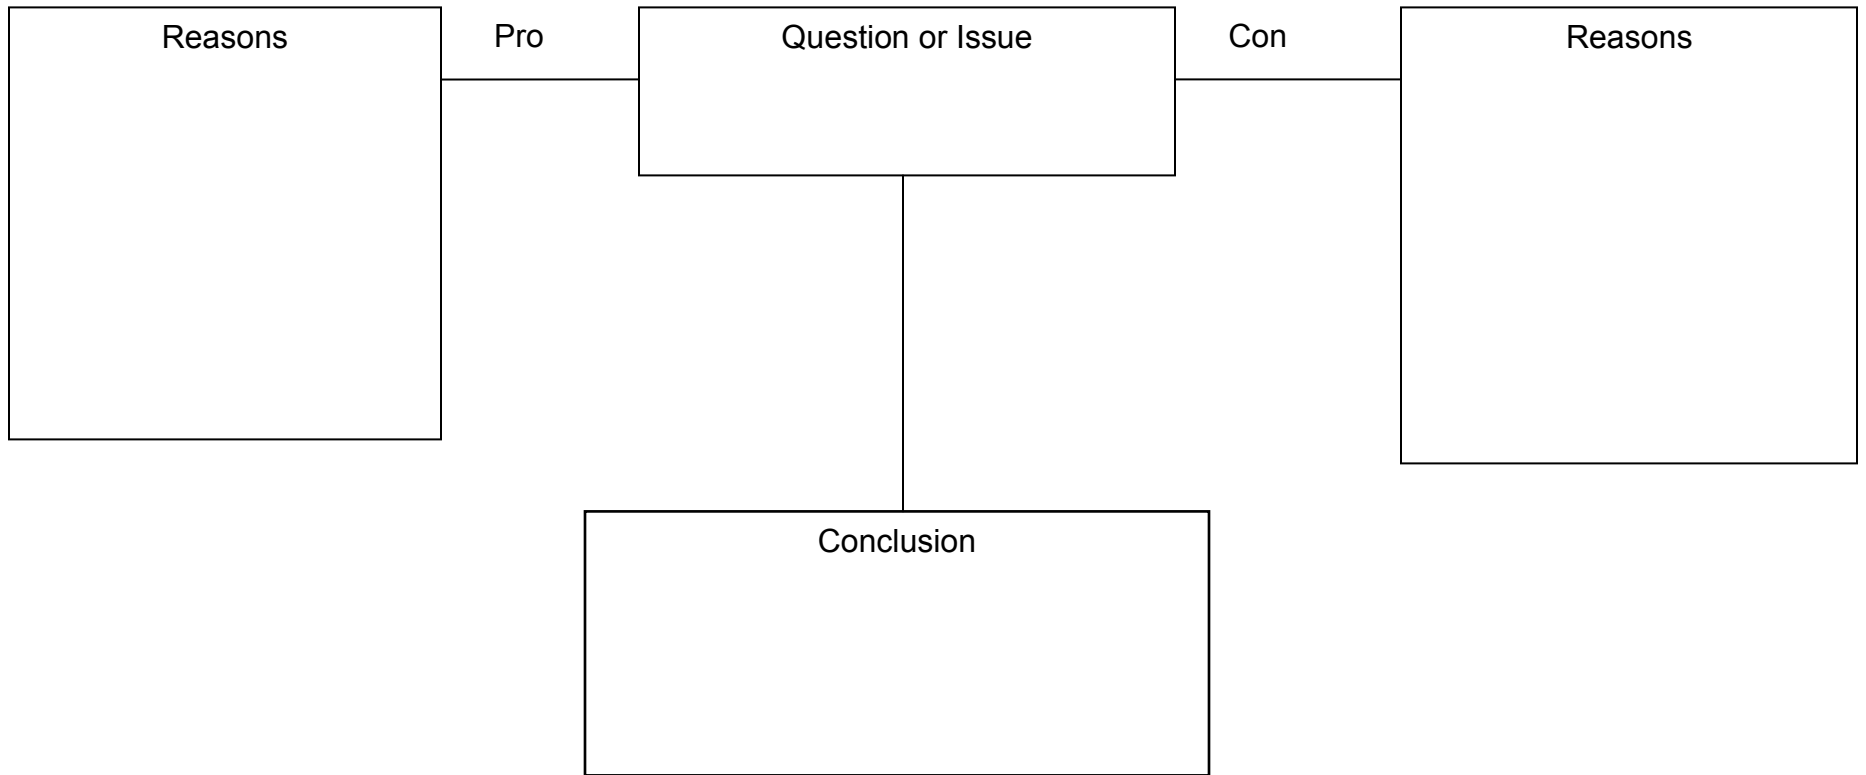 Reasons
Pro
Question or Issue
Con
Reasons
Conclusion